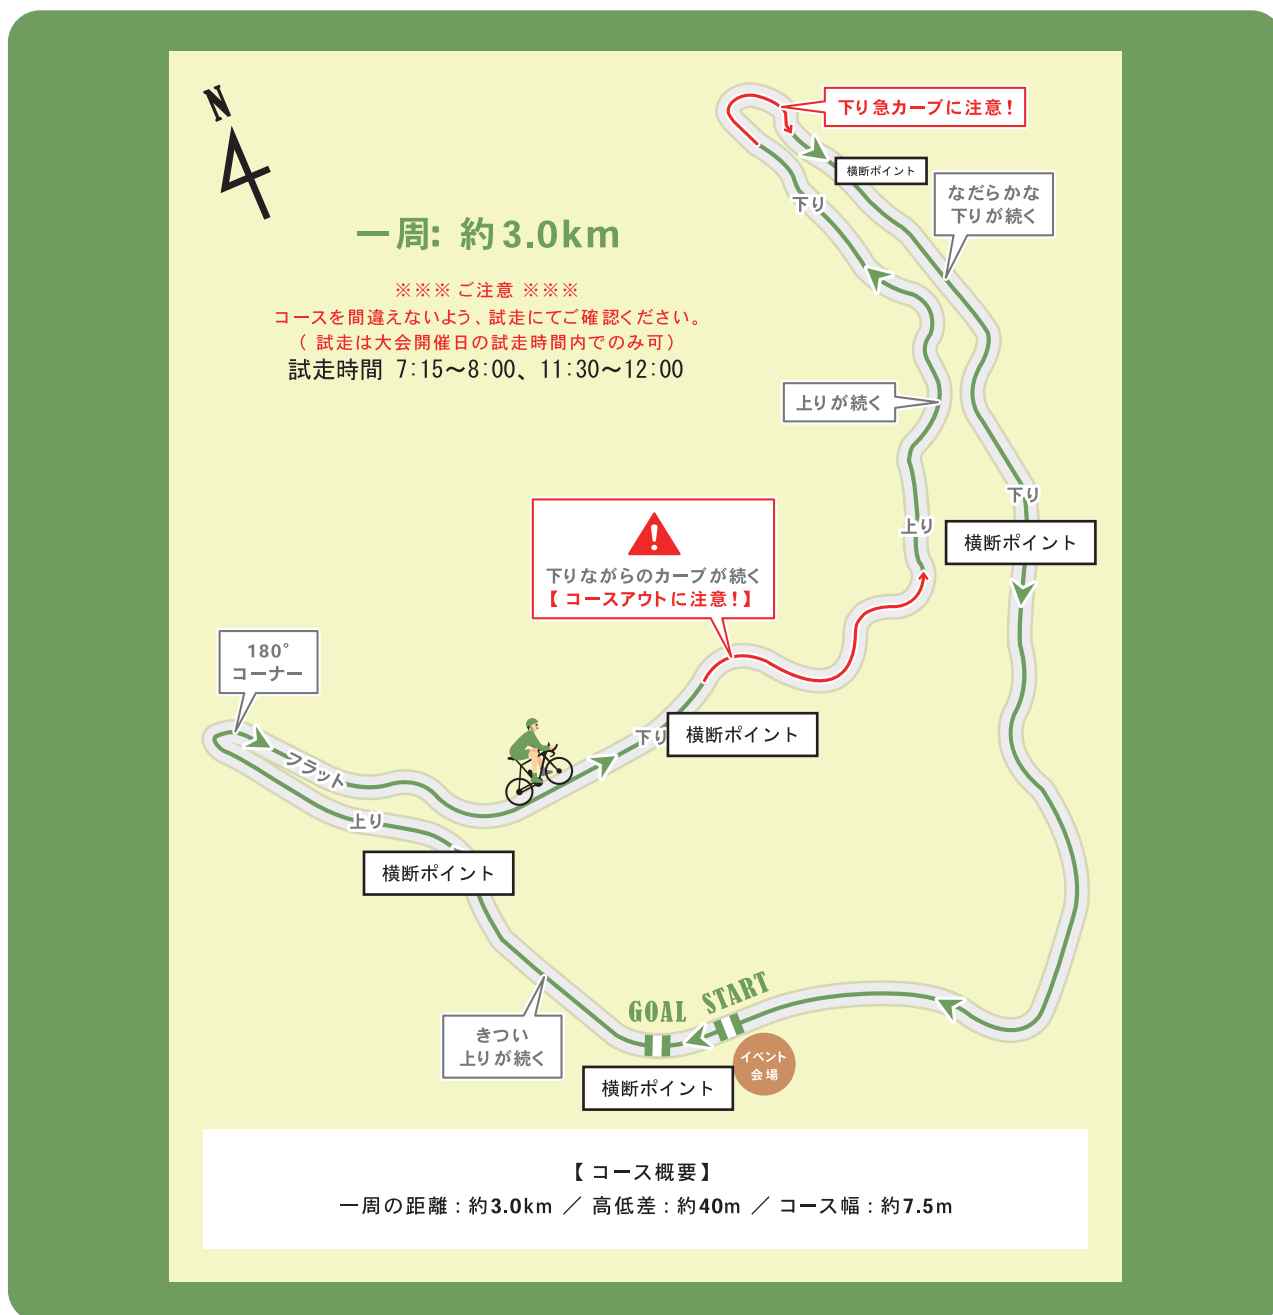 N
下り急カーブに注意！
横断ポイント
なだらかな
下りが続く
下り
一周: 約3.0km
※※※ ご注意 ※※※
コースを間違えないよう、試走にてご確認ください。
（ 試走は大会開催日の試走時間内でのみ可）
試走時間 7:15～8:00、11:30～12:00
上りが続く
下り
上り
横断ポイント
下りながらのカーブが続く
【 コースアウトに注意！】
180°
コーナー
下り
横断ポイント
フラット
上り
横断ポイント
GOAL
START
きつい
上りが続く
イベント
会場
横断ポイント
【 コース概要 】
一周の距離 : 約3.0km ／ 高低差 : 約40m ／ コース幅 : 約7.5m